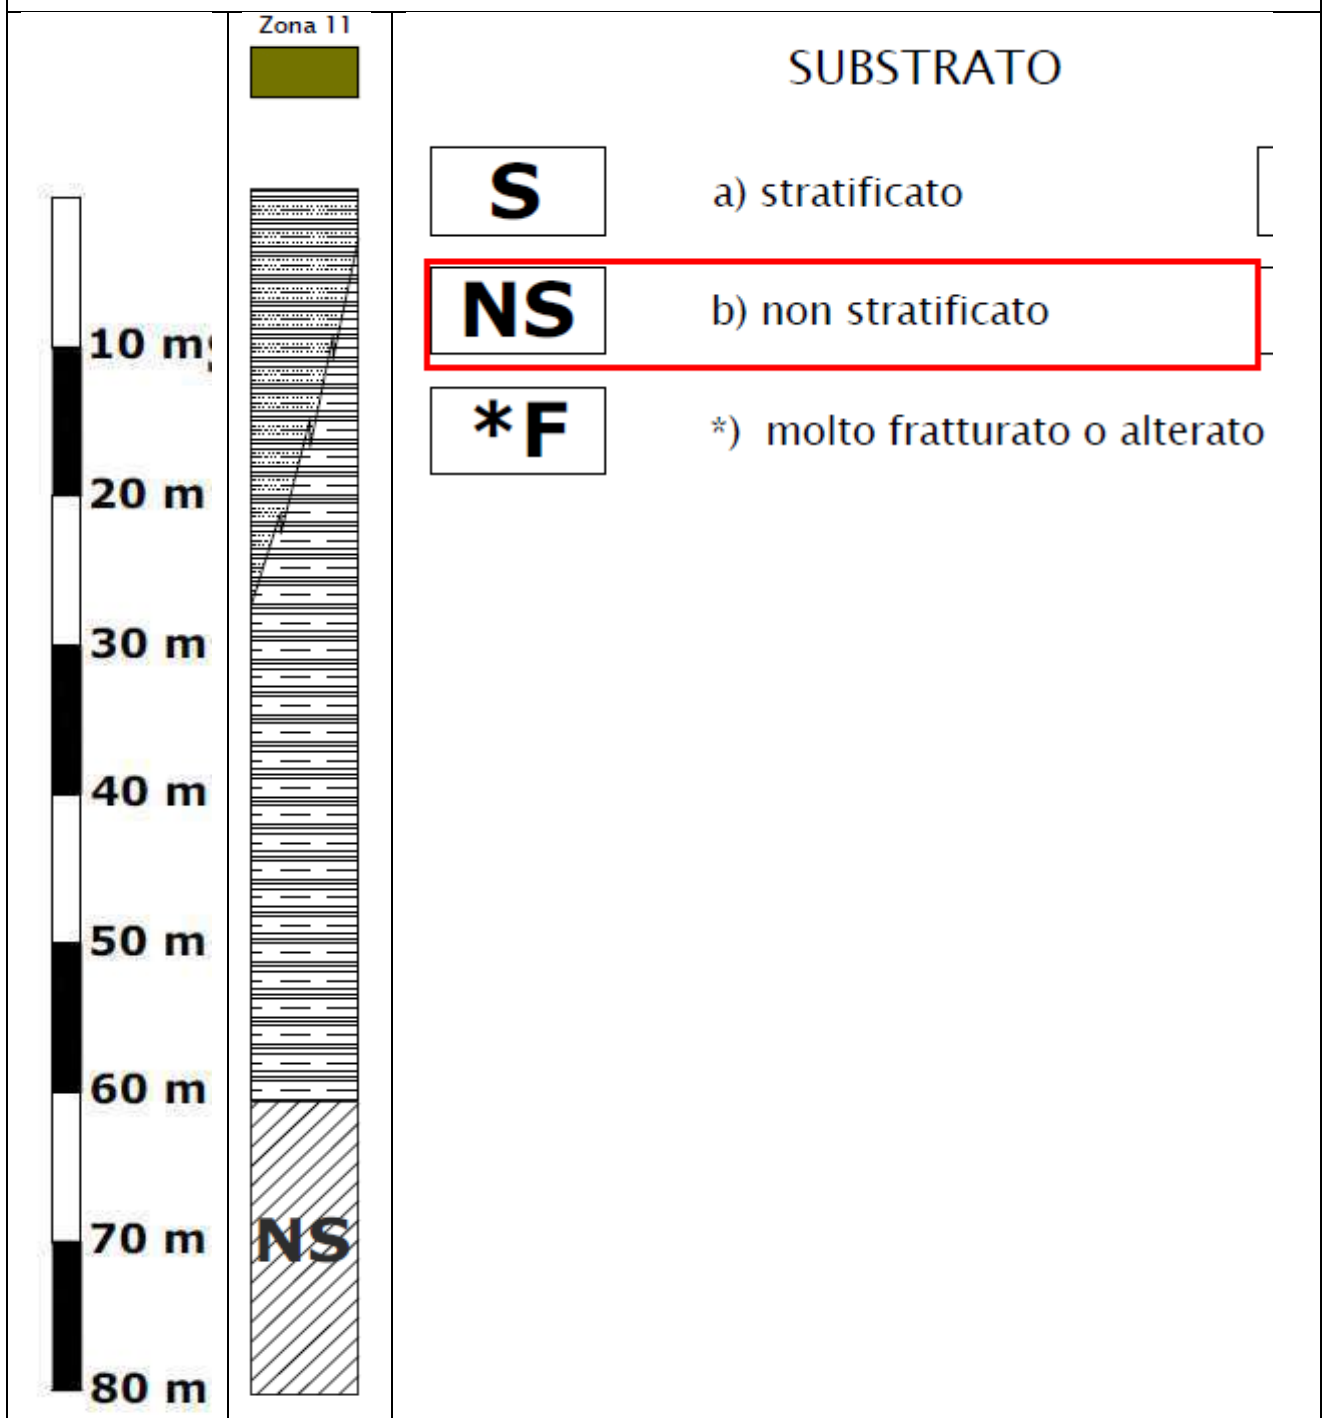 Zona 11
SUBSTRATO
S a) stratificato
NS b) non stratificato
*F *) molto fratturato o alterato
10 m
20 m
30 m
40 m
50 m
60 m
70 m
NS
80 m